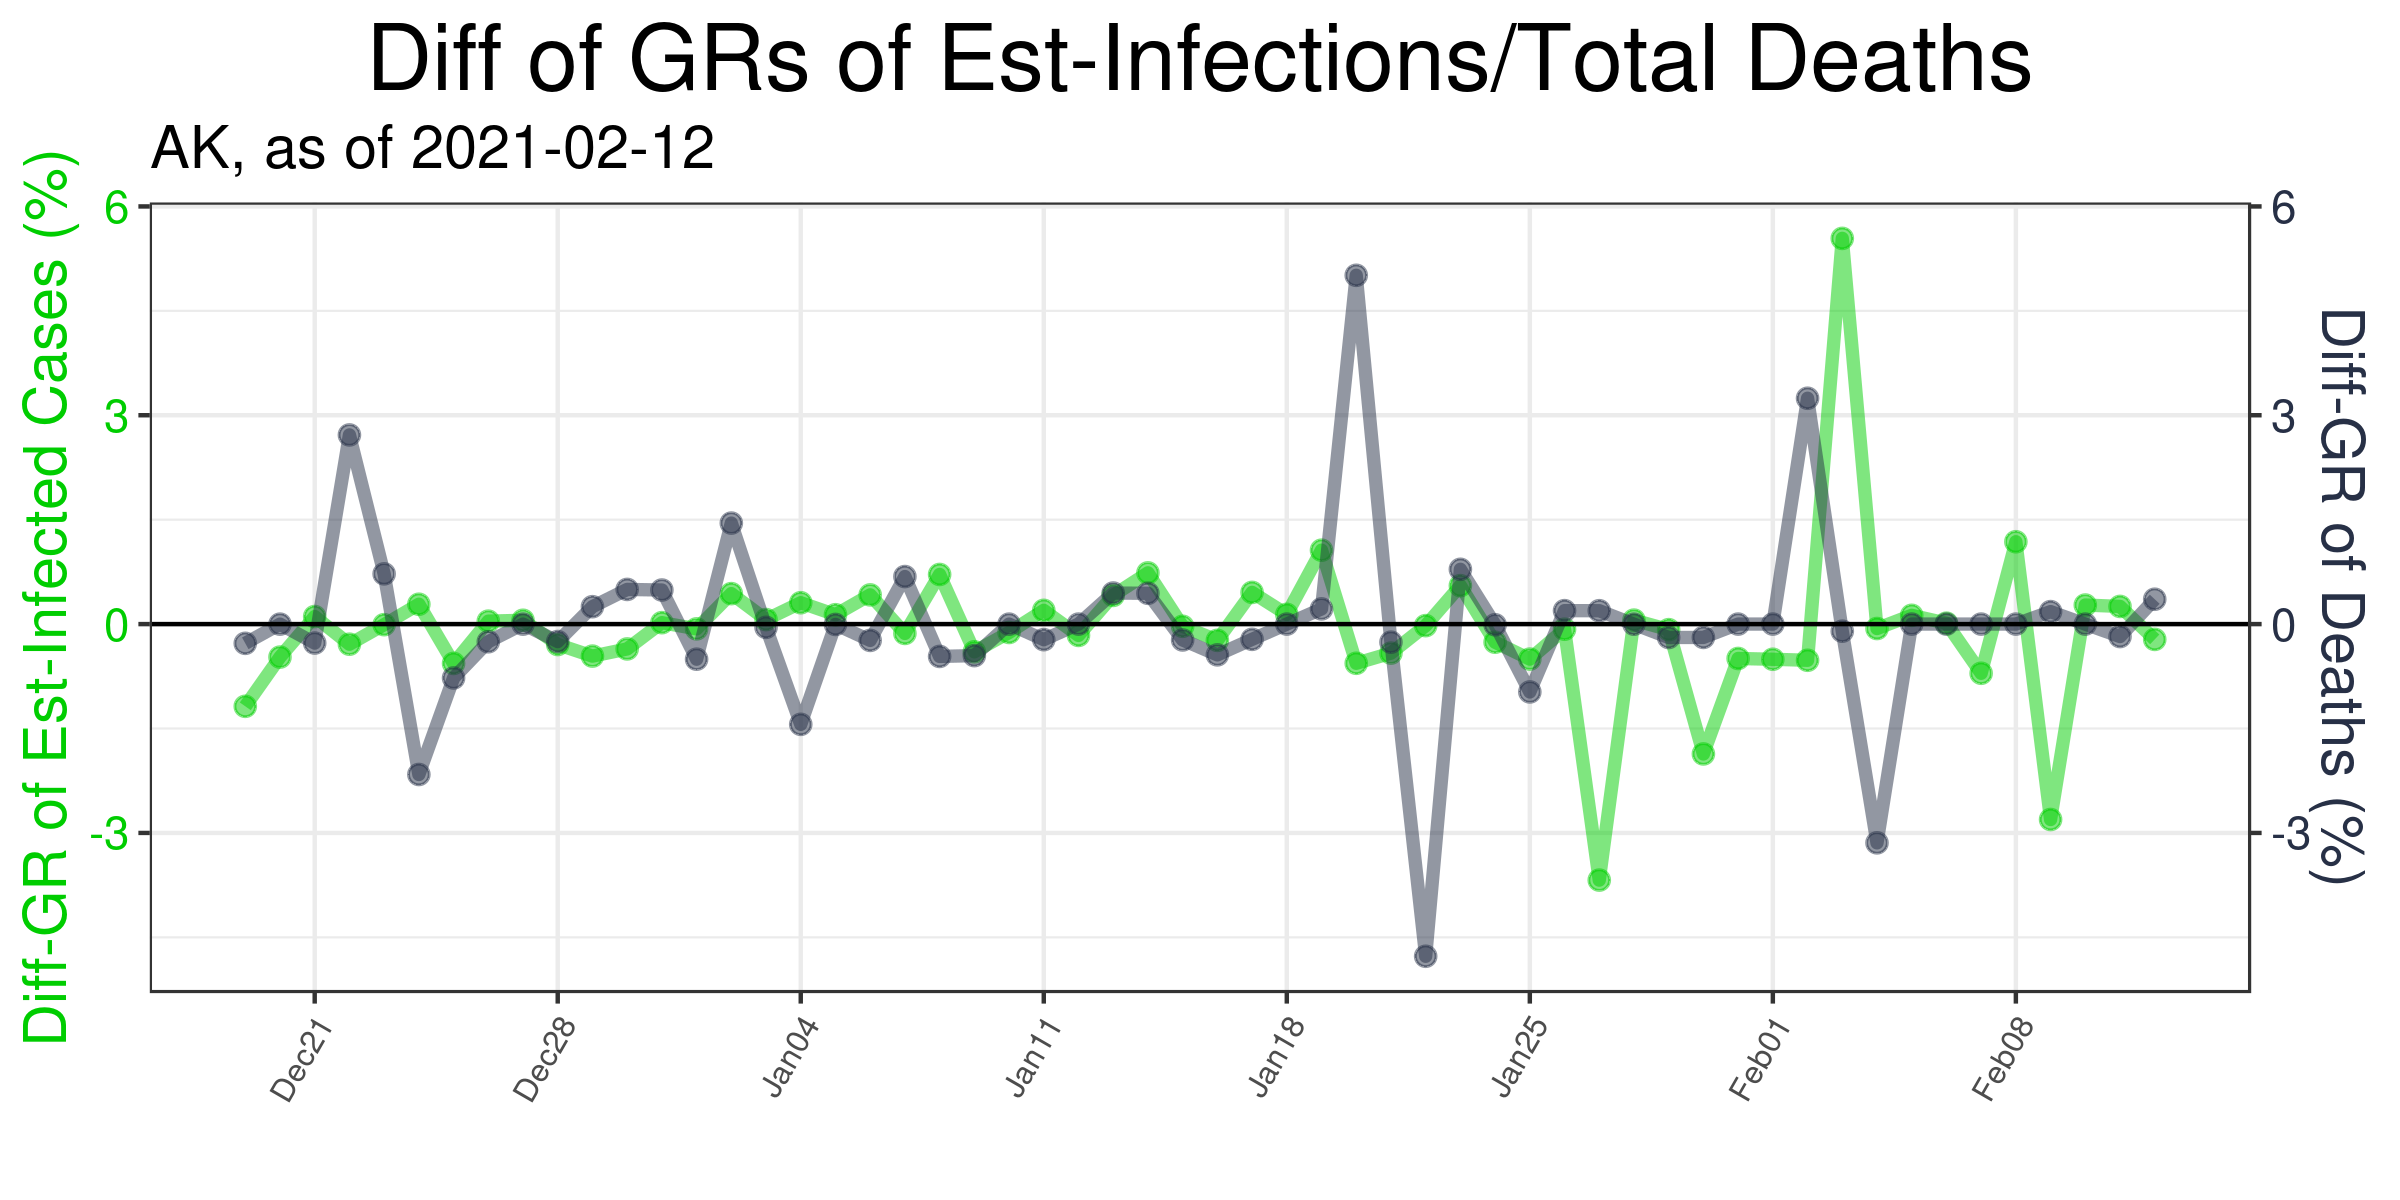 Diff of GRs of Est-Infections/Total Deaths
AK, as of 2021-02-12
Diff-GR of Est-Infected Cases (%)
6
3
0
-3
6
3
0
-3
Diff-GR of Deaths (%)
Dec21
Dec28
Jan04
Jan11
Jan18
Jan25
Feb01
Feb08